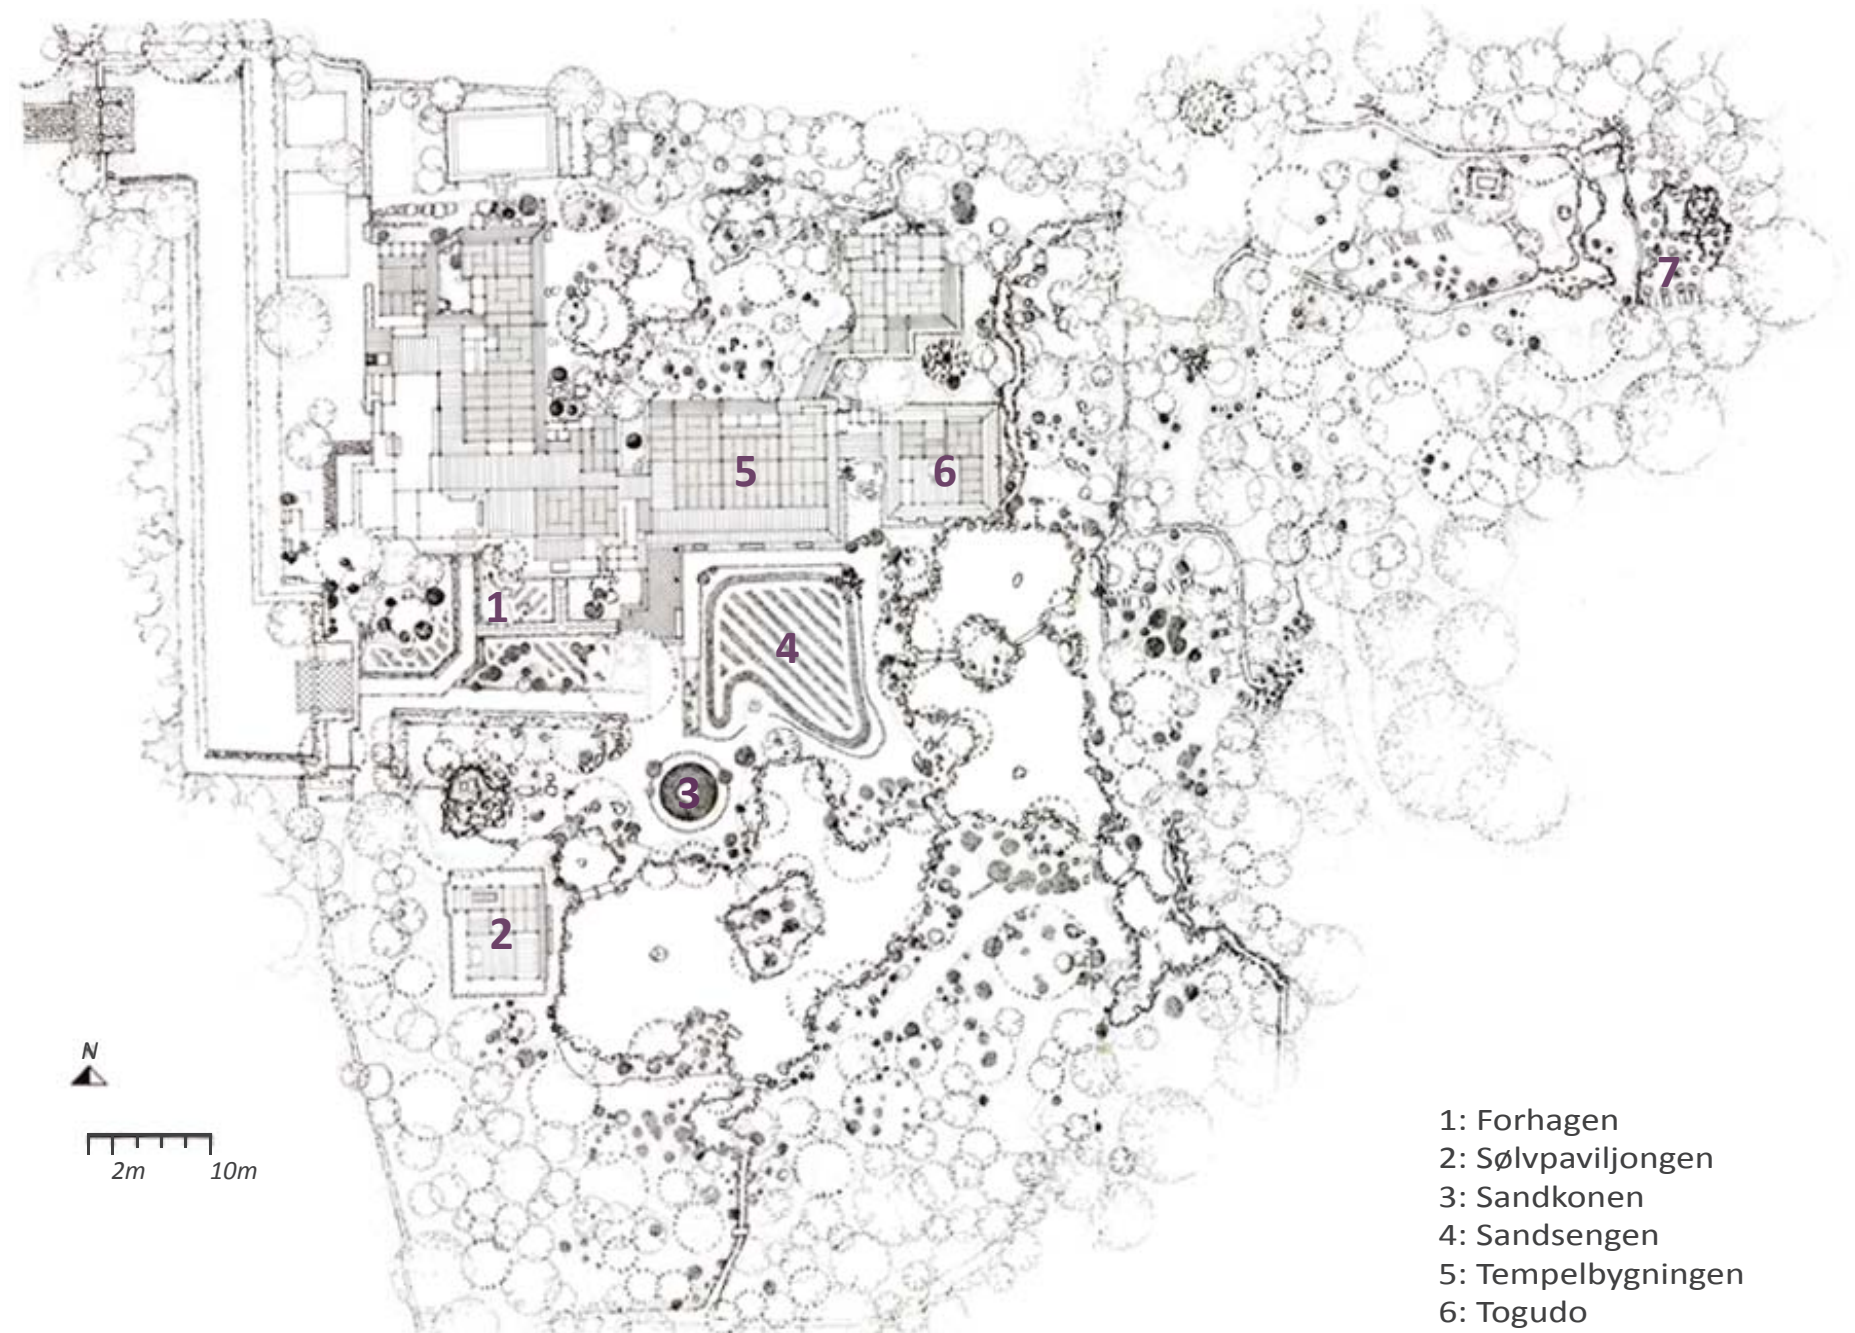 7
5
6
1
4
3
2
N
2m 10m
1: Forhagen
2: Sølvpaviljongen
3: Sandkonen
4: Sandsengen
5: Tempelbygningen
6: Togudo